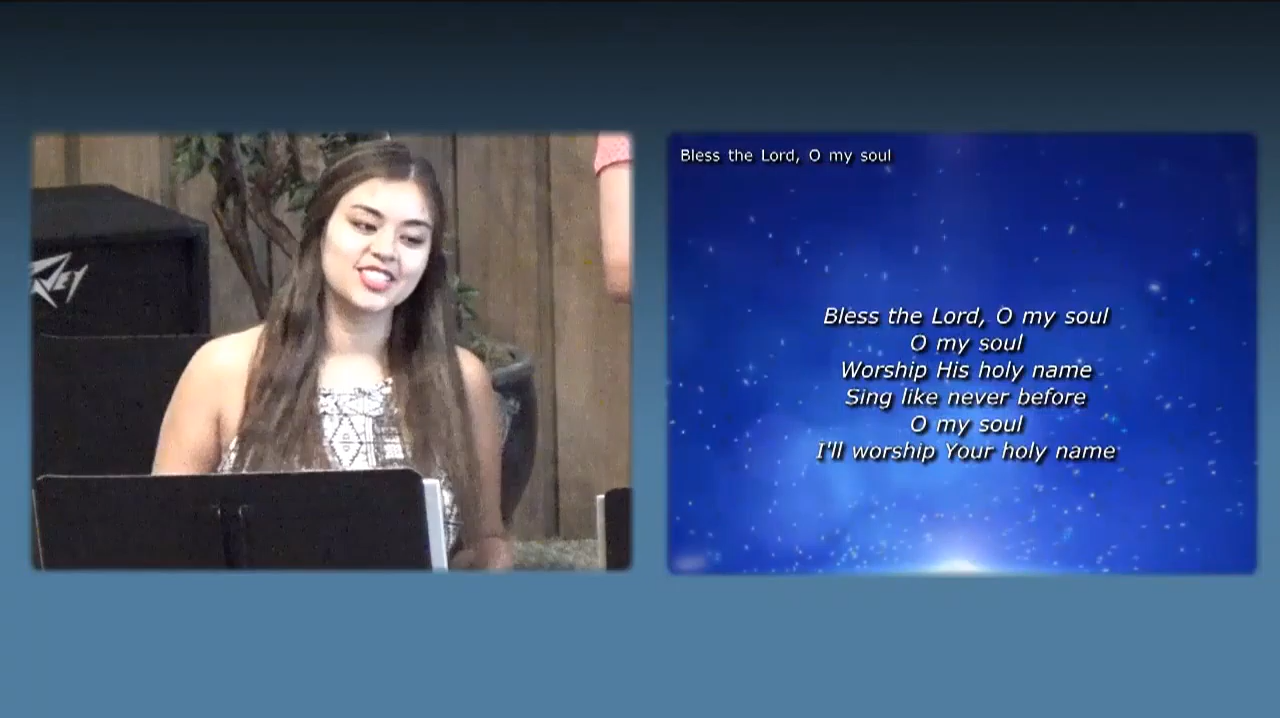 Bless the Lord, O my soul
Bless the Lord, O my soul
O my soul
Worship His holy name
Sing like never before
O my soul
I'll worship Your holy name